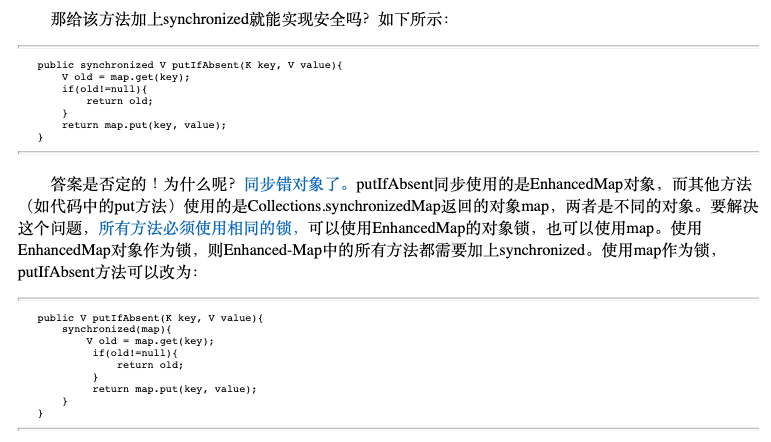 那给该方法加上synchronized就能实现安全吗？如下所示：
public synchronized V putIfAbsent(K key, V value){
    V old = map.get(key);
    if(old!=null){
        return old;
    }
    return map.put(key, value);
}
答案是否定的！为什么呢？同步错对象了。putIfAbsent同步使用的是EnhancedMap对象，而其他方法
（如代码中的put方法）使用的是Collections.synchronizedMap返回的对象map，两者是不同的对象。要解决
这个问题，所有方法必须使用相同的锁，可以使用EnhancedMap的对象锁，也可以使用map。使用
EnhancedMap对象作为锁，则Enhanced-Map中的所有方法都需要加上synchronized。使用map作为锁，
putIfAbsent方法可以改为：
public V putIfAbsent(K key, V value){
    synchronized(map){
        V old = map.get(key);
         if(old!=null){
             return old;
         }
         return map.put(key, value);
    }
}